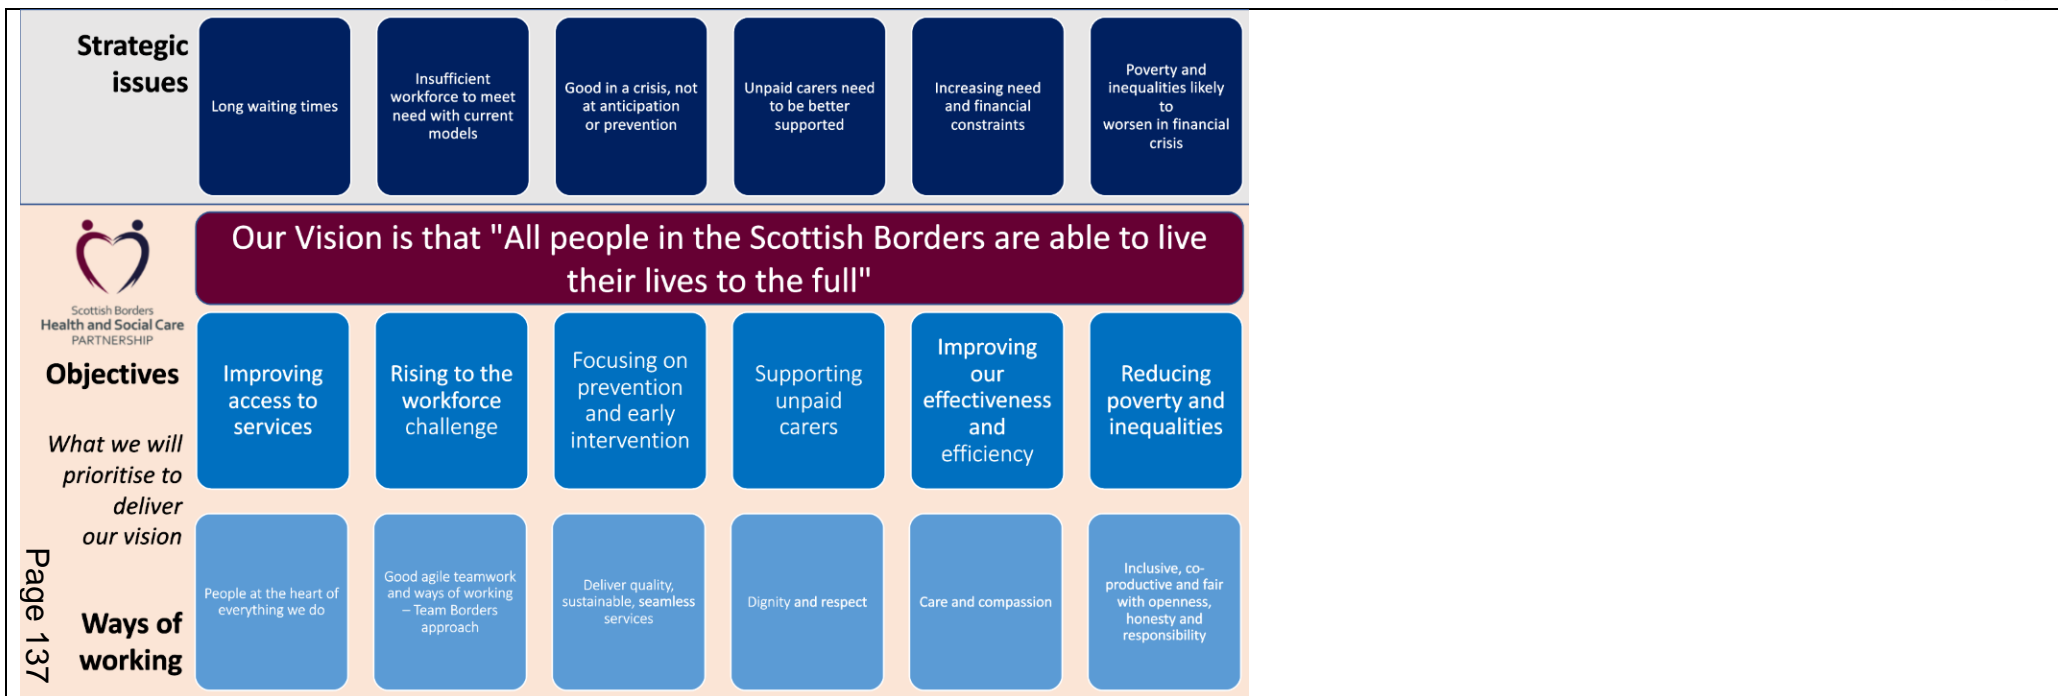 Strategic
issues
Long waiting times
Insufficient
workforce to meet
need with current
models
Good in a crisis, not
at anticipation
or prevention
Unpaid carers need
to be better
supported
Increasing need
and financial
constraints
Poverty and
inequalities likely
to
worsen in financial
crisis
Our Vision is that "All people in the Scottish Borders are able to live
their lives to the full"
Scottish Borders
Health and Social Care
PARTNERSHIP
Objectives
What we will
prioritise to
deliver
our vision
Improving
access to
services
Rising to the
workforce
challenge
Focusing on
prevention
and early
intervention
Supporting
unpaid
carers
Improving
our
effectiveness
and
efficiency
Reducing
poverty and
inequalities
Ways of
working
People at the heart of
everything we do
Good agile teamwork
and ways of working
– Team Borders
approach
Deliver quality,
sustainable, seamless
services
Dignity and respect
Care and compassion
Inclusive, co-
productive and fair
with openness,
honesty and
responsibility
Page 137